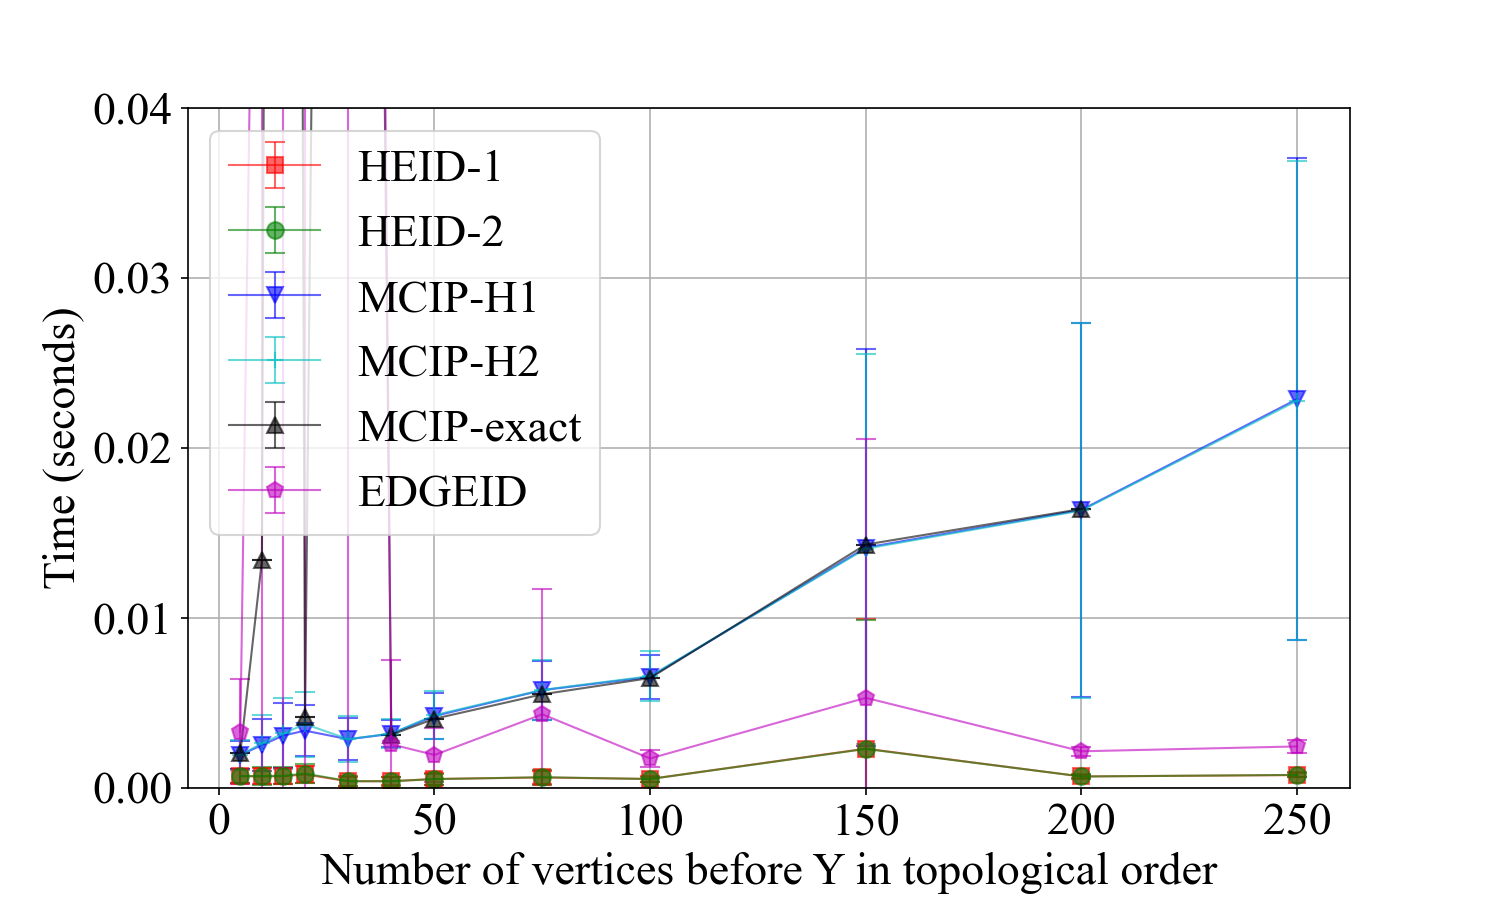 0.04
0.03
0.02
0.01
0.00
Time (seconds)
HEID-1
HEID-2
MCIP-H1
MCIP-H2
MCIP-exact
EDGEID
0 50 100 150 200 250
Number of vertices before Y in topological order